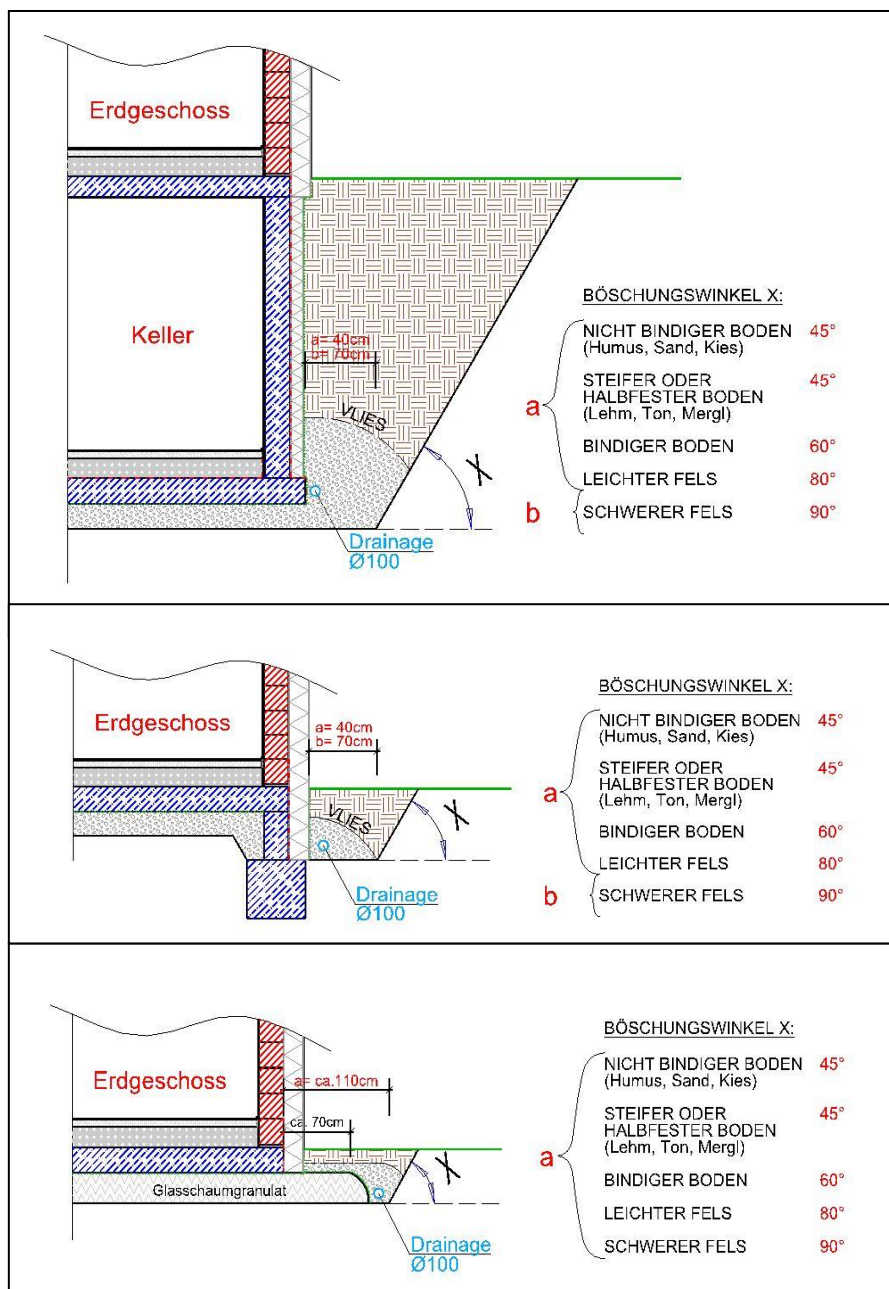 Erdgeschoss
Keller
a= 40cm
b= 70cm
VLIES
X
Drainage
Ø100
BÖSCHUNGSWINKEL X:
a
NICHT BINDIGER BODEN 45°
(Humus, Sand, Kies)
STEIFER ODER 45°
HALBFESTER BODEN
(Lehm, Ton, Mergl)
BINDIGER BODEN 60°
LEICHTER FELS 80°
b
SCHWERER FELS 90°
Erdgeschoss
a= 40cm
b= 70cm
VLIES
X
Drainage
Ø100
BÖSCHUNGSWINKEL X:
a
NICHT BINDIGER BODEN 45°
(Humus, Sand, Kies)
STEIFER ODER 45°
HALBFESTER BODEN
(Lehm, Ton, Mergl)
BINDIGER BODEN 60°
LEICHTER FELS 80°
b
SCHWERER FELS 90°
Erdgeschoss
a= ca.110cm
ca. 70cm
X
Glasschaumgranulat
Drainage
Ø100
BÖSCHUNGSWINKEL X:
a
NICHT BINDIGER BODEN 45°
(Humus, Sand, Kies)
STEIFER ODER 45°
HALBFESTER BODEN
(Lehm, Ton, Mergl)
BINDIGER BODEN 60°
LEICHTER FELS 80°
SCHWERER FELS 90°